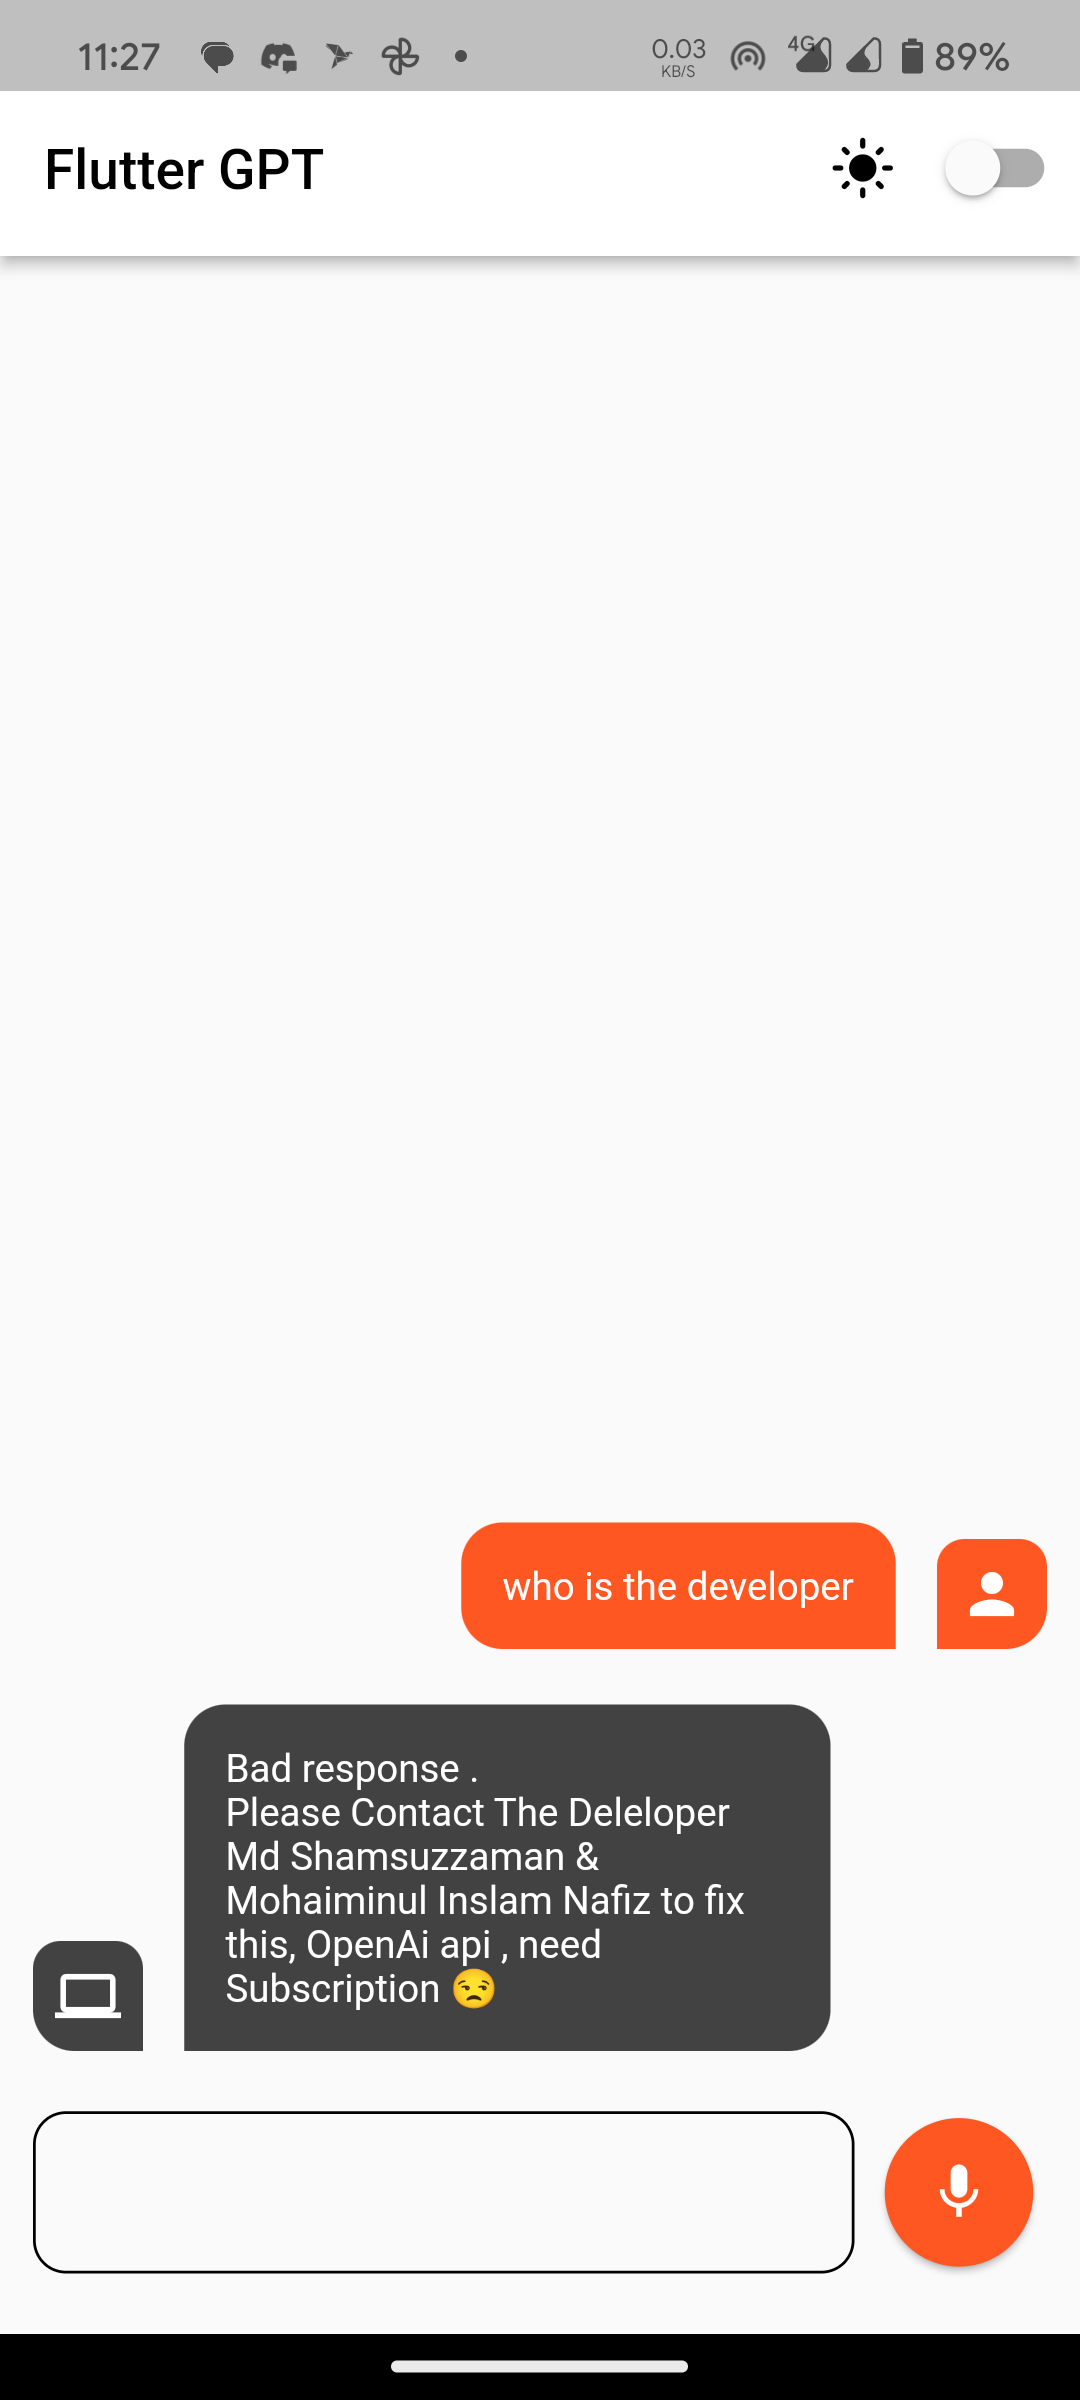 11:27
0.03
KB/S
4G
89%
Flutter GPT
who is the developer
Bad response .
Please Contact The Deleloper
Md Shamsuzzaman &
Mohaiminul Inslam Nafiz to fix
this, OpenAi api , need
Subscription 😒